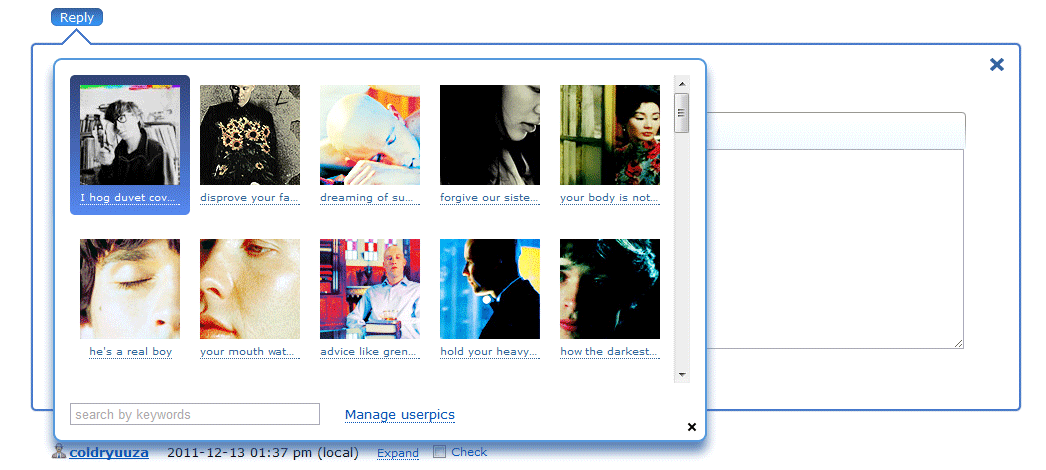 Reply
I hog duvet cov...
disprove your fa...
dreaming of su...
forgive our siste...
your body is not...
he's a real boy
your mouth wat...
advice like gren...
hold your heavy...
how the darkest...
search by keywords
Manage userpics
coldryuuza 2011-12-13 01:37 pm (local) Expand Check